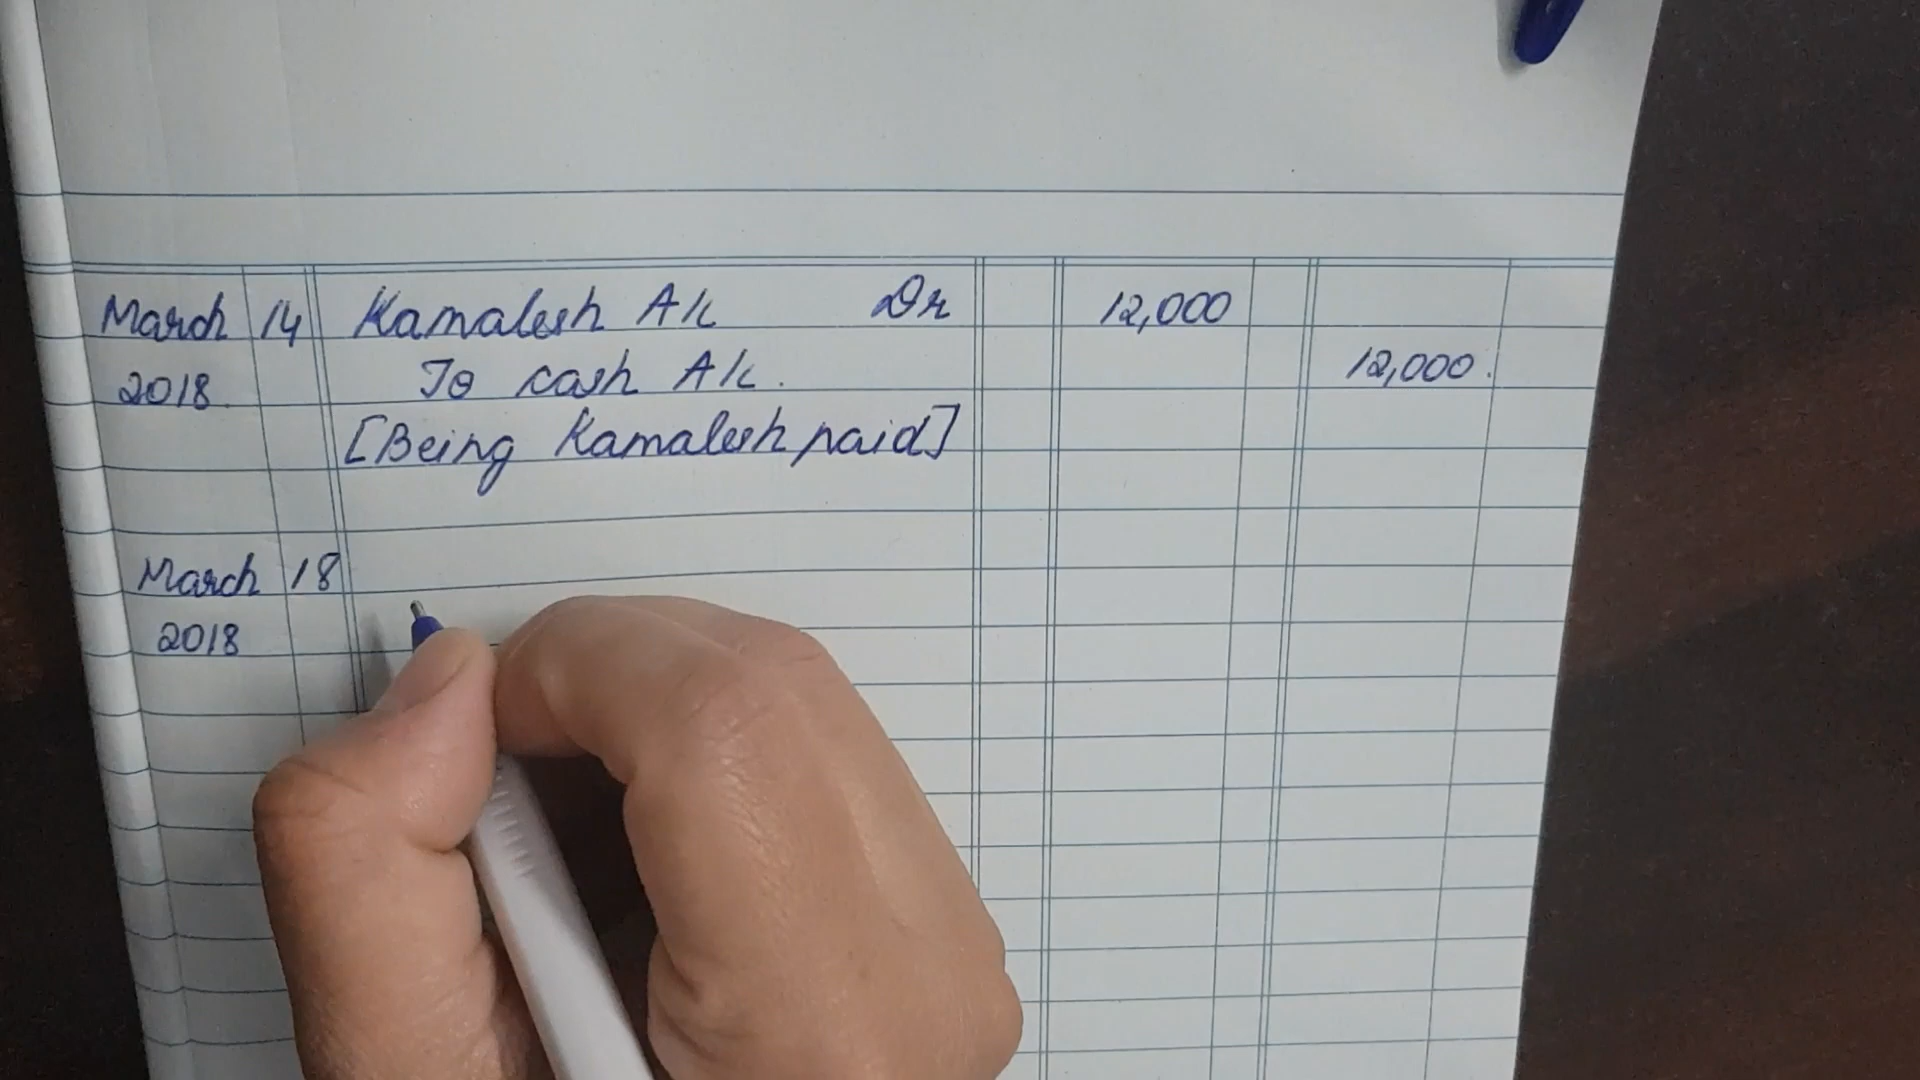 March 14 Kamalesh A/c Dr 12,000
2018 To cash A/c. 12,000.
[Being Kamalesh paid]
March 18
2018